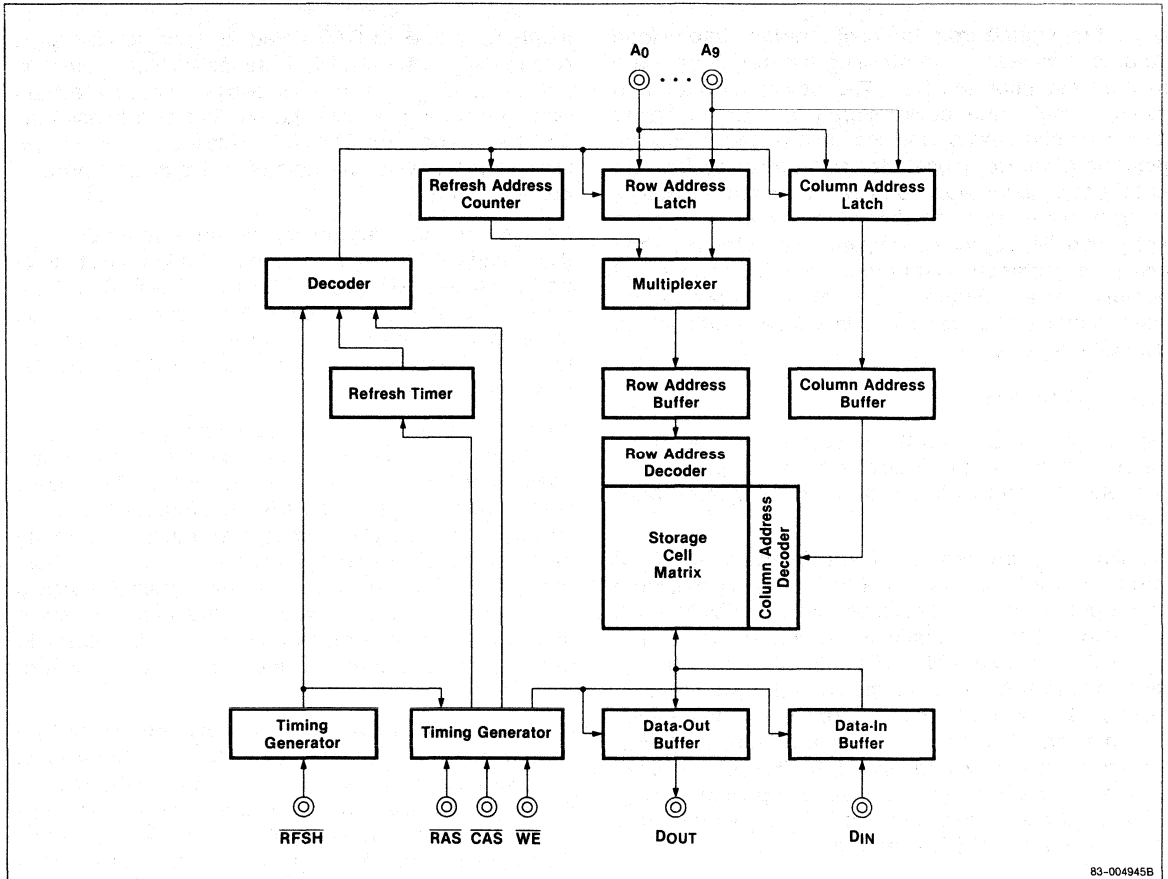 A0 · · · A9
Refresh Address
Counter
Row Address
Latch
Column Address
Latch
Decoder
Multiplexer
Refresh Timer
Row Address
Buffer
Column Address
Buffer
Row Address
Decoder
Storage
Cell
Matrix
Column Address
Decoder
Timing
Generator
Timing Generator
Data-Out
Buffer
Data-In
Buffer
RFSH RAS CAS WE DOUT DIN
83-004945B